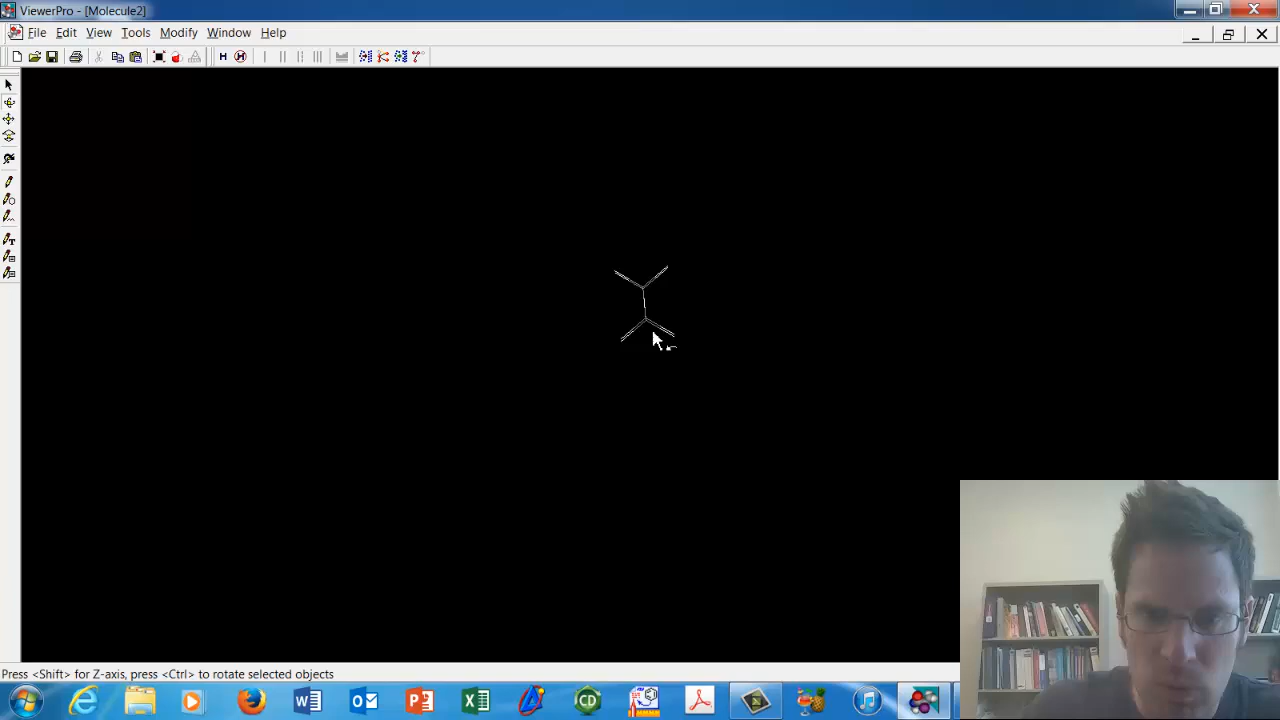 ViewerPro - [Molecule2]
File Edit View Tools Modify Window Help
Press <Shift> for Z-axis, press <Ctrl> to rotate selected objects